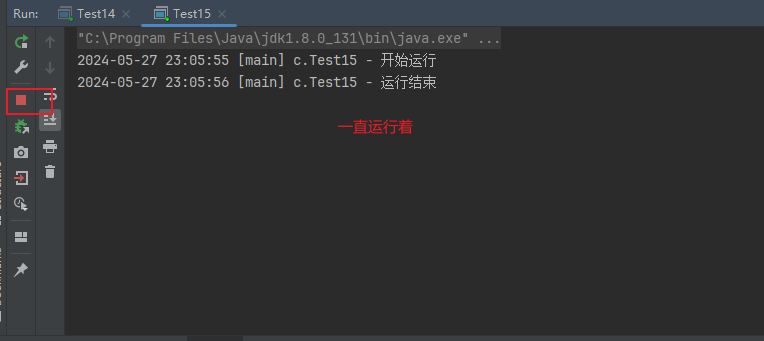 Run: Test14 Test15
"C:\Program Files\Java\jdk1.8.0_131\bin\java.exe" ...
2024-05-27 23:05:55 [main] c.Test15 - 开始运行
2024-05-27 23:05:56 [main] c.Test15 - 运行结束
一直运行着